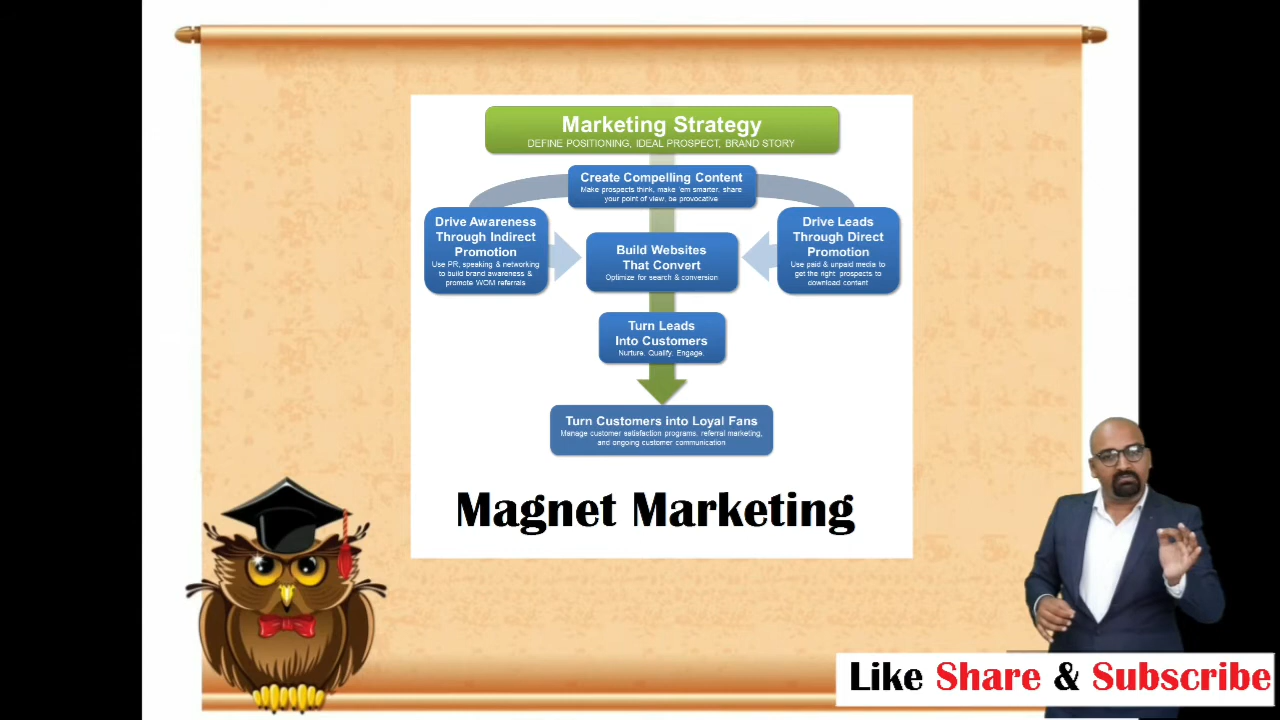 Marketing Strategy
DEFINE POSITIONING, IDEAL PROSPECT, BRAND STORY
Create Compelling Content
Make prospects think, make 'em smarter, share
your point of view, be provocative
Drive Awareness
Through Indirect
Promotion
Use PR, speaking & networking
to build brand awareness &
promote WOM referrals
Build Websites
That Convert
Optimize for search & conversion
Drive Leads
Through Direct
Promotion
Use paid & unpaid media to
get the right prospects to
download content
Turn Leads
Into Customers
Nurture. Qualify. Engage.
Turn Customers into Loyal Fans
Manage customer satisfaction programs, referral marketing,
and ongoing customer communication
Magnet Marketing
Like Share & Subscribe